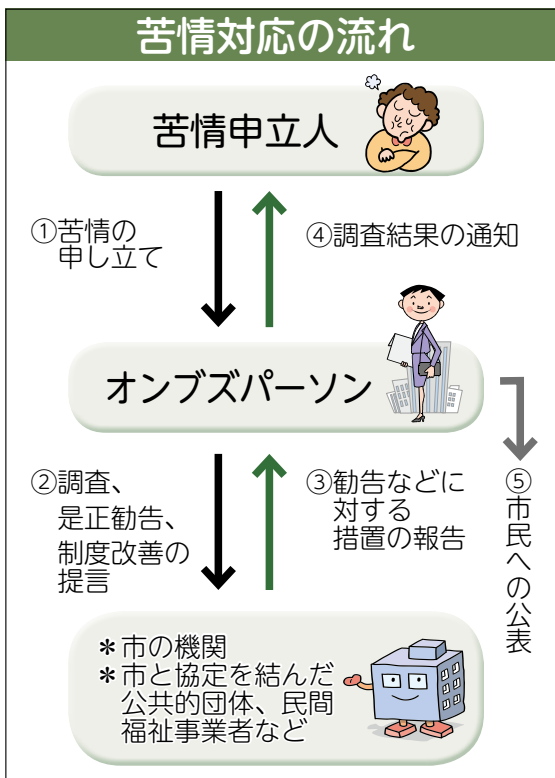 苦情対応の流れ
苦情申立人
①苦情の
申し立て
④調査結果の通知
オンブズパーソン
②調査、
是正勧告、
制度改善の
提言
③勧告などに
対する
措置の報告
⑤市民への公表
＊市の機関
＊市と協定を結んだ
公共的団体、民間
福祉事業者など